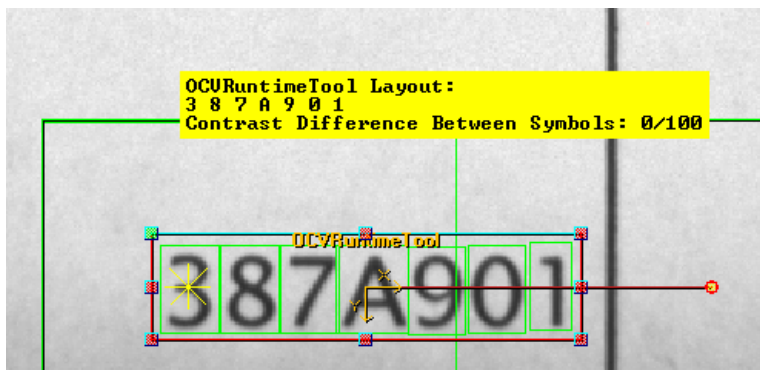 OCVRuntimeTool Layout:
3 8 7 A 9 0 1
Contrast Difference Between Symbols: 0/100
OCVRuntimeTool
387A901
X
Y